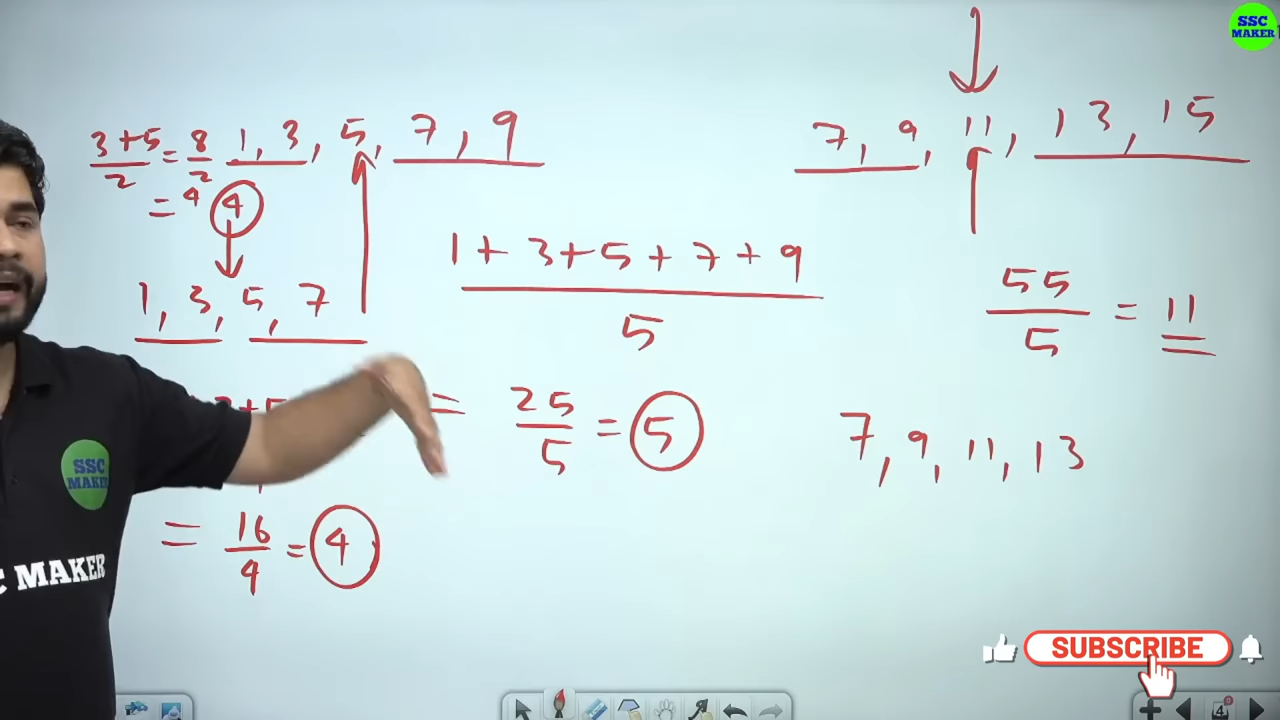 SSC
MAKER
3+5/2 = 8/2
= 4
1, 3, 5, 7, 9
4
1, 3, 5, 7
= 16/4 = 4
1+3+5+7+9
5
= 25/5 = 5
7, 9, 11, 13, 15
55/5 = 11
7, 9, 11, 13
SSC
MAKER
MAKER
SUBSCRIBE
4